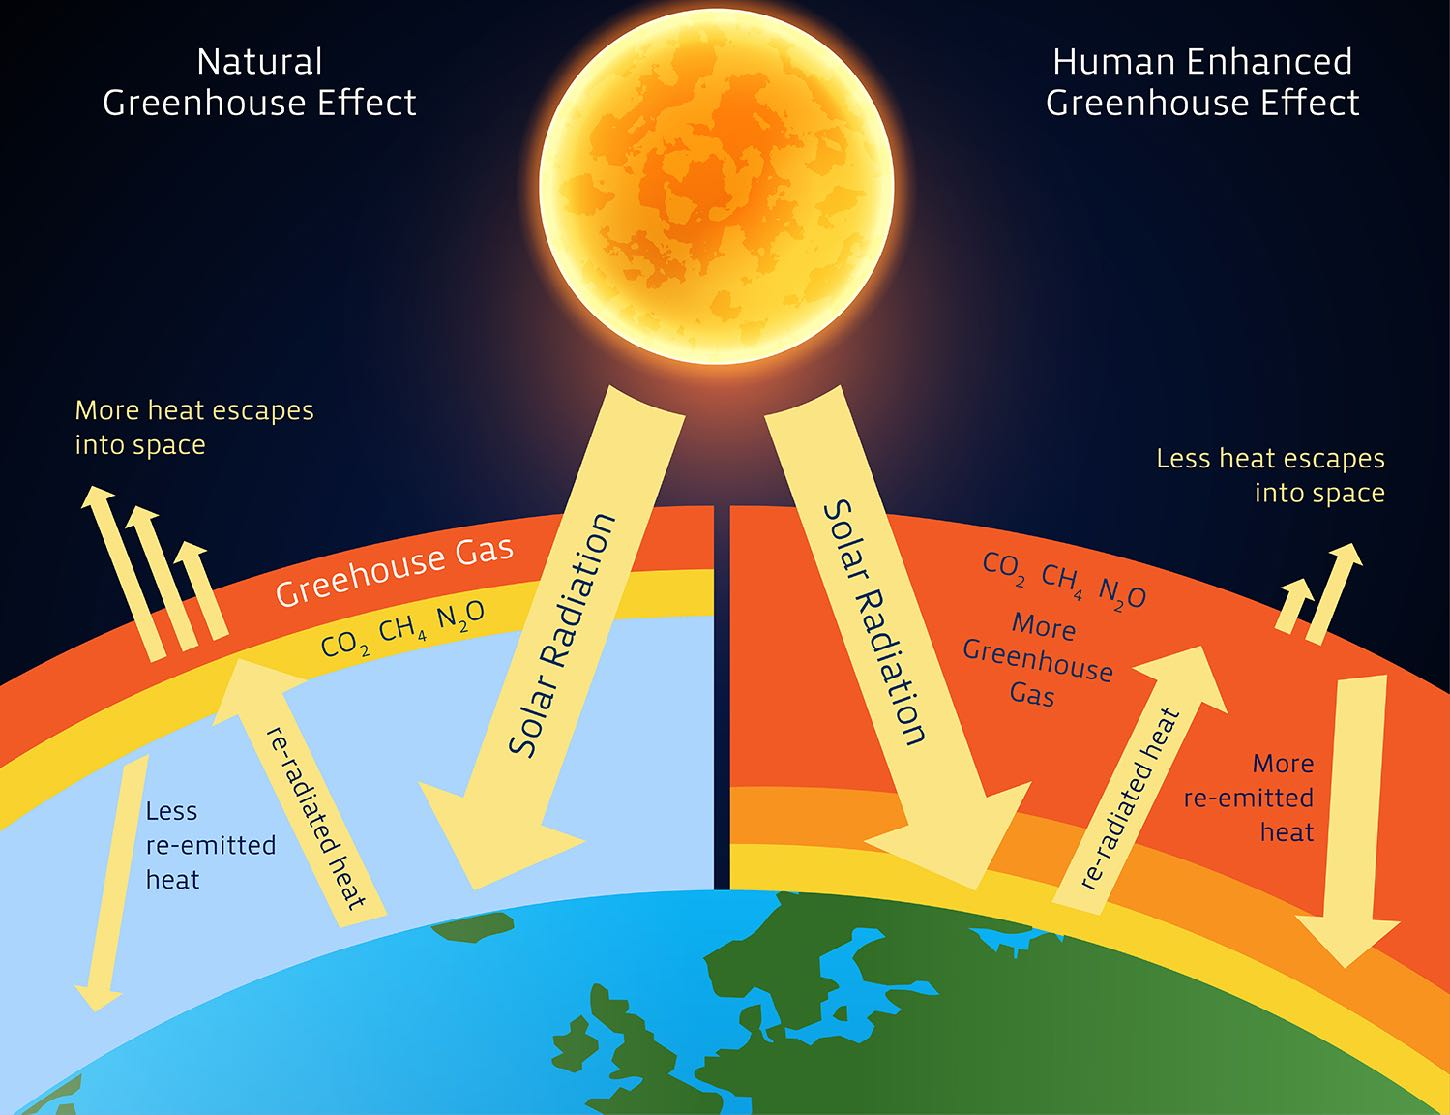 Natural
Greenhouse Effect
Human Enhanced
Greenhouse Effect
More heat escapes
into space
Greehouse Gas
CO₂ CH₄ N₂O
Solar Radiation
re-radiated heat
Less
re-emitted
heat
Less heat escapes
into space
Solar Radiation
CO₂ CH₄ N₂O
More
Greenhouse
Gas
re-radiated heat
More
re-emitted
heat